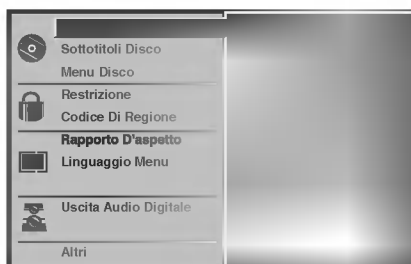 Sottotitoli Disco
Menu Disco
Restrizione
Codice Di Regione
Rapporto D'aspetto
Linguaggio Menu
Uscita Audio Digitale
Altri